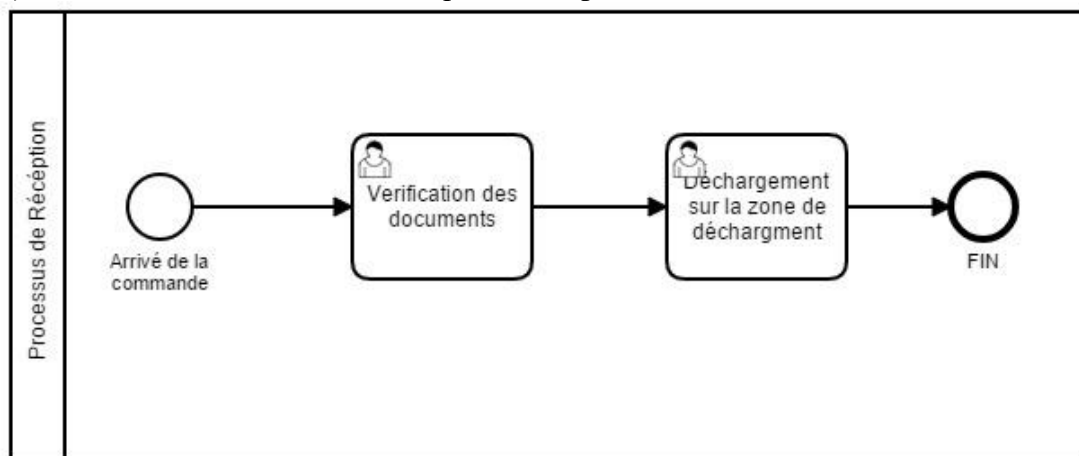 Processus de Récéption
Arrivé de la
commande
Verification des
documents
Déchargement
sur la zone de
déchargment
FIN